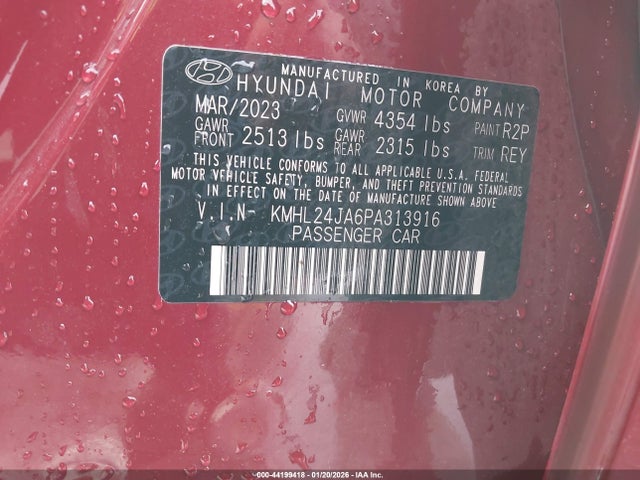 MANUFACTURED IN KOREA BY
HYUNDAI MOTOR COMPANY
MAR/2023 GVWR 4354 lbs PAINT R2P
GAWR FRONT 2513 lbs GAWR REAR 2315 lbs TRIM REY
THIS VEHICLE CONFORMS TO ALL APPLICABLE U.S.A. FEDERAL
MOTOR VEHICLE SAFETY, BUMPER, AND THEFT PREVENTION STANDARDS
IN EFFECT ON THE DATE OF MANUFACTURE SHOWN ABOVE.
V.I.N- KMHL24JA6PA313916
PASSENGER CAR
000-44199418 - 01/20/2026 - IAA Inc.